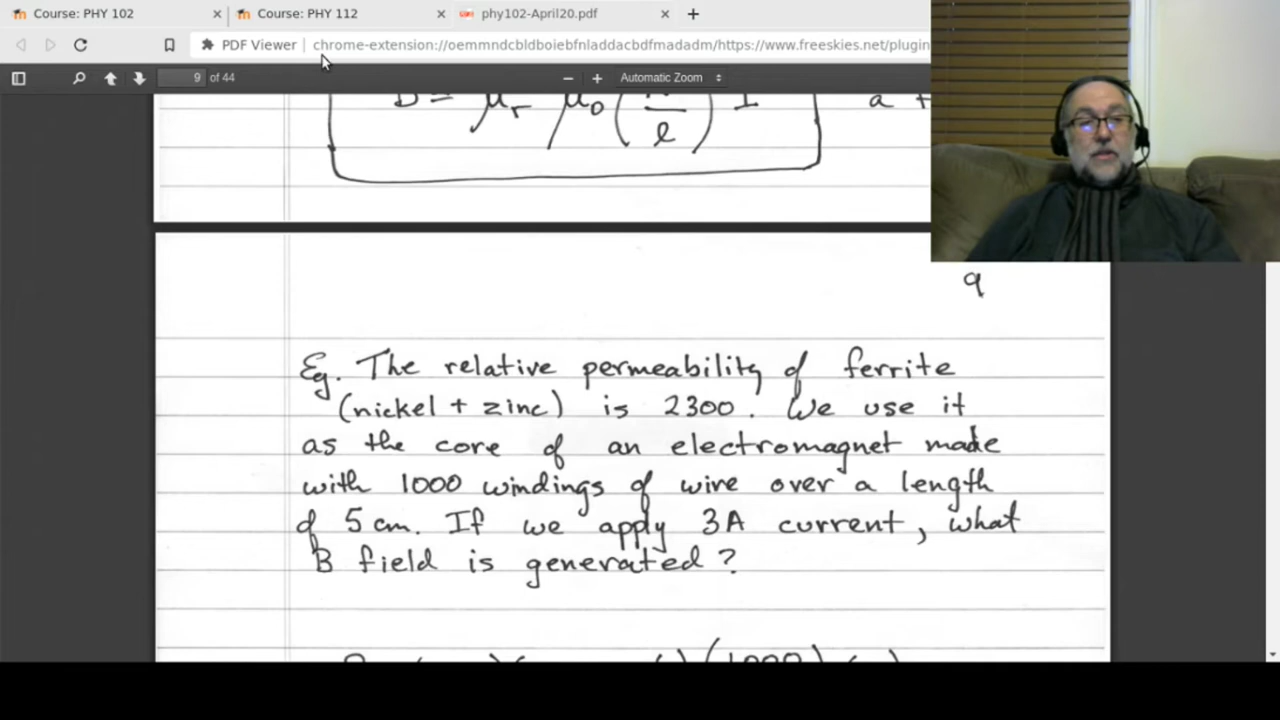 Course: PHY 102
Course: PHY 112
phy102-April20.pdf
PDF Viewer
chrome-extension://oemmndcbldboiebfnladdacbdfmadadm/https://www.freeskies.net/plugin
9 of 44
Automatic Zoom
μr μ0 ( / l )
a
9
Eg. The relative permeability of ferrite
(nickel + zinc) is 2300. We use it
as the core of an electromagnet made
with 1000 windings of wire over a length
of 5 cm. If we apply 3A current, what
B field is generated?
(1000)